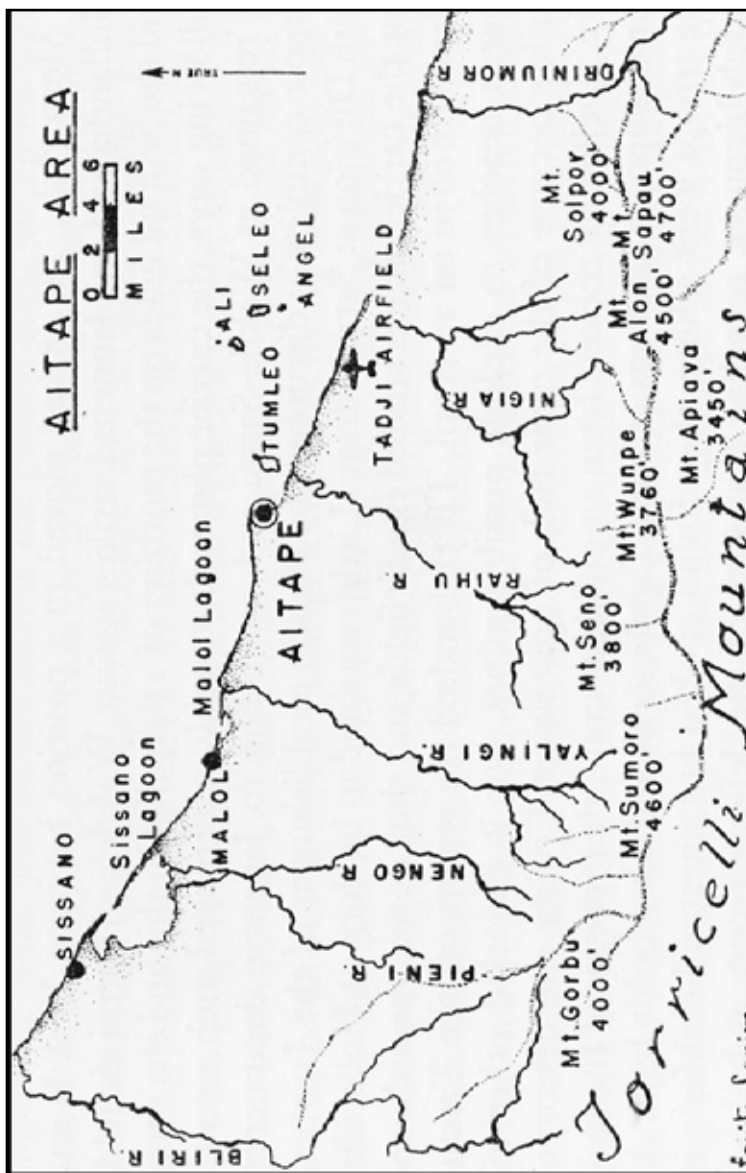 AITAPE AREA
0 2 4 6
MILES
TRUE N
ALI
SELEO
ANGEL
TUMLEO
SISSANO
Sissano
Lagoon
Malol Lagoon
MALOL
AITAPE
TADJI AIRFIELD
DRINIUMOR R.
NIGIA R.
RAIHU
R.
YALINGI R.
NENGO R.
PIENI R.
BLIRI R.
Mt.
Solpor
4000'
Mt.
Sapau
4700'
Mt.
Alon
4500'
Mt. Apiava
3450'
Mt. Wunpe
3760'
Mt. Seno
3800'
Mt. Sumoro
4600'
Mt. Gorbu
4000'
Torricelli Mountains